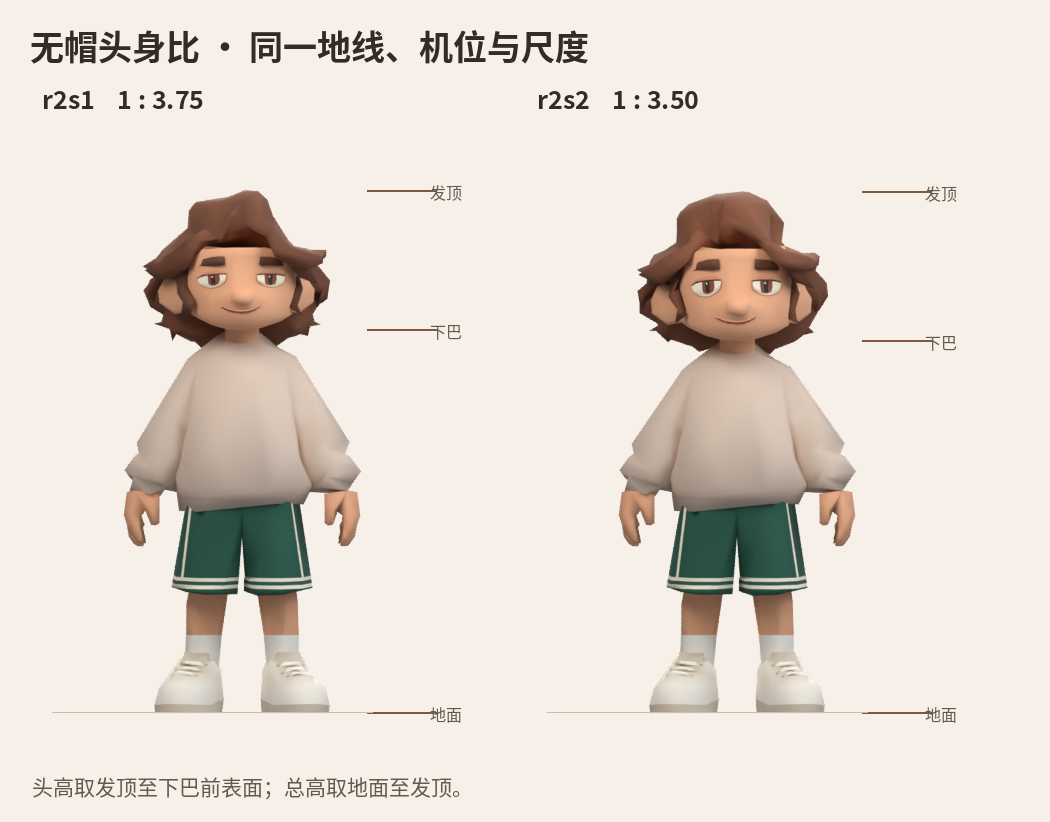 无帽头身比 · 同一地线、机位与尺度
r2s1 1 : 3.75
r2s2 1 : 3.50
发顶
发顶
下巴
下巴
地面
地面
头高取发顶至下巴前表面；总高取地面至发顶。